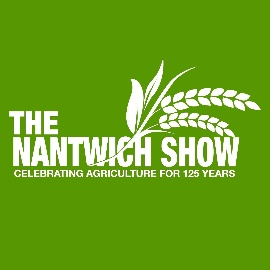 THE
NANTWICH SHOW
CELEBRATING AGRICULTURE FOR 125 YEARS